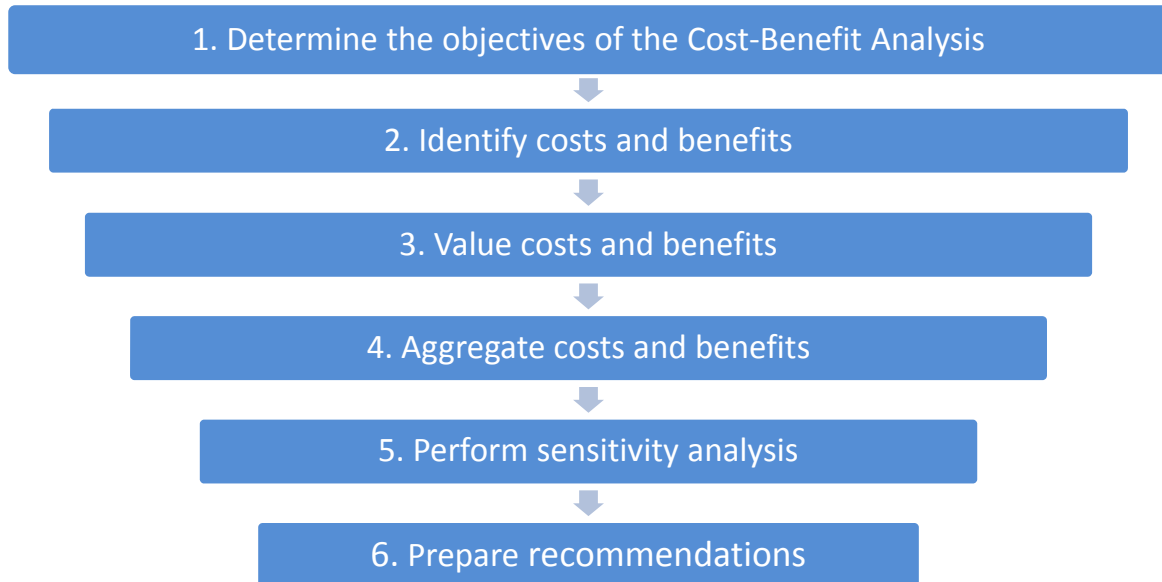 1. Determine the objectives of the Cost-Benefit Analysis
2. Identify costs and benefits
3. Value costs and benefits
4. Aggregate costs and benefits
5. Perform sensitivity analysis
6. Prepare recommendations